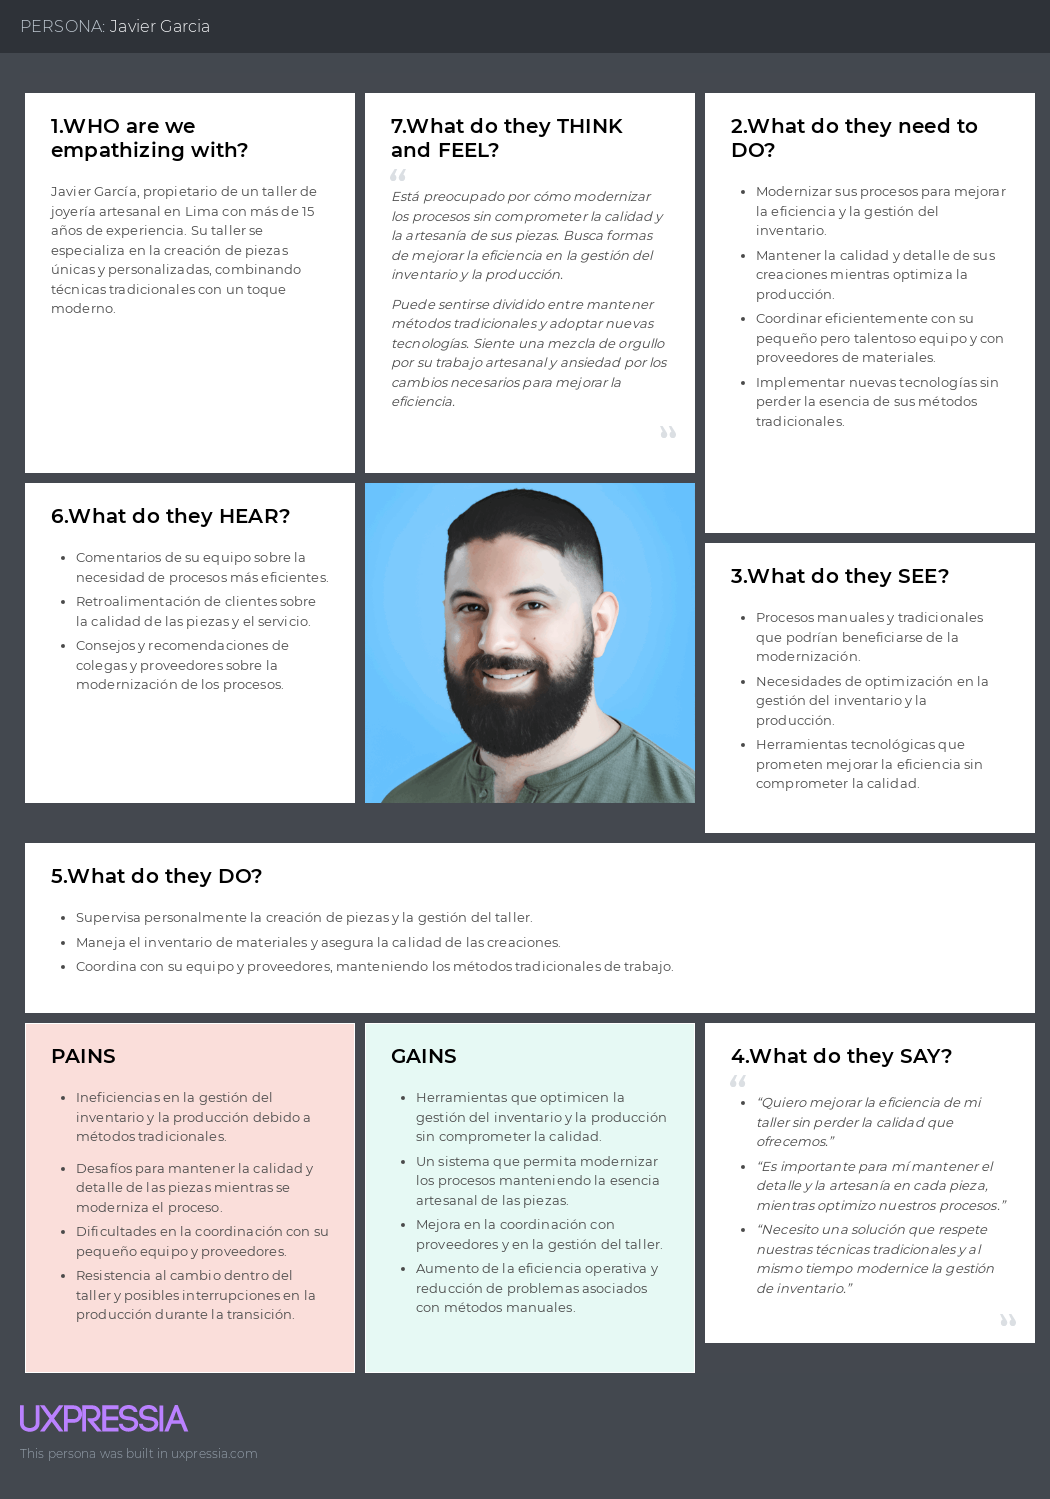 PERSONA: Javier Garcia
1.WHO are we
empathizing with?
Javier García, propietario de un taller de
joyería artesanal en Lima con más de 15
años de experiencia. Su taller se
especializa en la creación de piezas
únicas y personalizadas, combinando
técnicas tradicionales con un toque
moderno.
7.What do they THINK
and FEEL?
“
Está preocupado por cómo modernizar
los procesos sin comprometer la calidad y
la artesanía de sus piezas. Busca formas
de mejorar la eficiencia en la gestión del
inventario y la producción.
Puede sentirse dividido entre mantener
métodos tradicionales y adoptar nuevas
tecnologías. Siente una mezcla de orgullo
por su trabajo artesanal y ansiedad por los
cambios necesarios para mejorar la
eficiencia.
”
2.What do they need to
DO?
• Modernizar sus procesos para mejorar
la eficiencia y la gestión del
inventario.
• Mantener la calidad y detalle de sus
creaciones mientras optimiza la
producción.
• Coordinar eficientemente con su
pequeño pero talentoso equipo y con
proveedores de materiales.
• Implementar nuevas tecnologías sin
perder la esencia de sus métodos
tradicionales.
6.What do they HEAR?
• Comentarios de su equipo sobre la
necesidad de procesos más eficientes.
• Retroalimentación de clientes sobre
la calidad de las piezas y el servicio.
• Consejos y recomendaciones de
colegas y proveedores sobre la
modernización de los procesos.
3.What do they SEE?
• Procesos manuales y tradicionales
que podrían beneficiarse de la
modernización.
• Necesidades de optimización en la
gestión del inventario y la
producción.
• Herramientas tecnológicas que
prometen mejorar la eficiencia sin
comprometer la calidad.
5.What do they DO?
• Supervisa personalmente la creación de piezas y la gestión del taller.
• Maneja el inventario de materiales y asegura la calidad de las creaciones.
• Coordina con su equipo y proveedores, manteniendo los métodos tradicionales de trabajo.
PAINS
• Ineficiencias en la gestión del
inventario y la producción debido a
métodos tradicionales.
• Desafíos para mantener la calidad y
detalle de las piezas mientras se
moderniza el proceso.
• Dificultades en la coordinación con su
pequeño equipo y proveedores.
• Resistencia al cambio dentro del
taller y posibles interrupciones en la
producción durante la transición.
GAINS
• Herramientas que optimicen la
gestión del inventario y la producción
sin comprometer la calidad.
• Un sistema que permita modernizar
los procesos manteniendo la esencia
artesanal de las piezas.
• Mejora en la coordinación con
proveedores y en la gestión del taller.
• Aumento de la eficiencia operativa y
reducción de problemas asociados
con métodos manuales.
4.What do they SAY?
“
• “Quiero mejorar la eficiencia de mi
taller sin perder la calidad que
ofrecemos.”
• “Es importante para mí mantener el
detalle y la artesanía en cada pieza,
mientras optimizo nuestros procesos.”
• “Necesito una solución que respete
nuestras técnicas tradicionales y al
mismo tiempo modernice la gestión
de inventario.”
”
UXPRESSIA
This persona was built in uxpressia.com